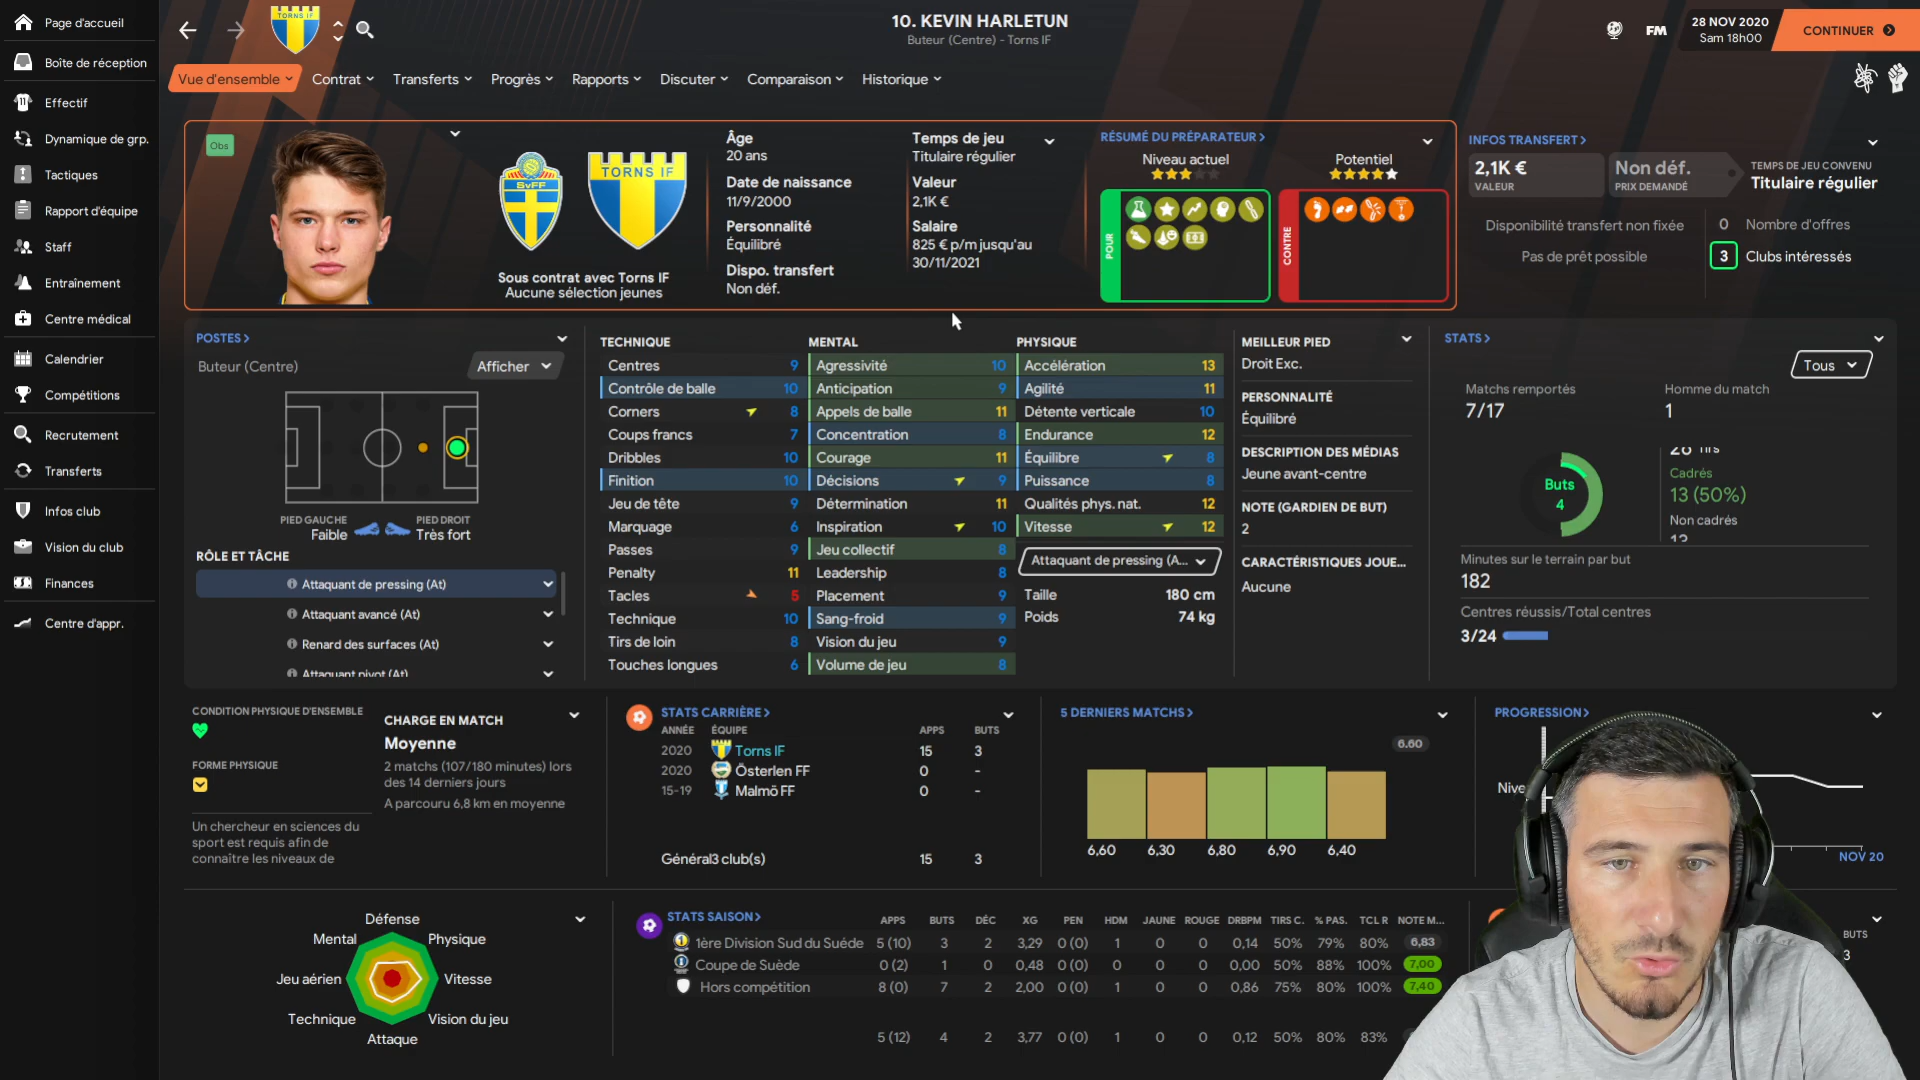 Page d'accueil
Boîte de réception
Effectif
Dynamique de grp.
Tactiques
Rapport d'équipe
Staff
Entraînement
Centre médical
Calendrier
Compétitions
Recrutement
Transferts
Infos club
Vision du club
Finances
Centre d'appr.
TORNS IF
10. KEVIN HARLETUN
Buteur (Centre) - Torns IF
FM
28 NOV 2020
Sam 18h00
CONTINUER
Vue d'ensemble
Contrat
Transferts
Progrès
Rapports
Discuter
Comparaison
Historique
Obs
SvFF
TORNS IF
Sous contrat avec Torns IF
Aucune sélection jeunes
Âge
20 ans
Date de naissance
11/9/2000
Personnalité
Équilibré
Dispo. transfert
Non déf.
Temps de jeu
Titulaire régulier
Valeur
2,1K €
Salaire
825 € p/m jusqu'au
30/11/2021
RÉSUMÉ DU PRÉPARATEUR >
Niveau actuel
Potentiel
POUR
CONTRE
INFOS TRANSFERT >
2,1K €
VALEUR
Non déf.
PRIX DEMANDÉ
TEMPS DE JEU CONVENU
Titulaire régulier
Disponibilité transfert non fixée
0 Nombre d'offres
Pas de prêt possible
3 Clubs intéressés
POSTES >
Buteur (Centre)
Afficher
PIED GAUCHE
Faible
PIED DROIT
Très fort
RÔLE ET TÂCHE
Attaquant de pressing (At)
Attaquant avancé (At)
Renard des surfaces (At)
Attaquant pivot (At)
TECHNIQUE
Centres 9
Contrôle de balle 10
Corners 8
Coups francs 7
Dribbles 10
Finition 10
Jeu de tête 9
Marquage 6
Passes 9
Penalty 11
Tacles 5
Technique 10
Tirs de loin 8
Touches longues 6
MENTAL
Agressivité 10
Anticipation 9
Appels de balle 11
Concentration 8
Courage 11
Décisions 9
Détermination 11
Inspiration 10
Jeu collectif 8
Leadership 8
Placement 9
Sang-froid 9
Vision du jeu 9
Volume de jeu 8
PHYSIQUE
Accélération 13
Agilité 11
Détente verticale 10
Endurance 12
Équilibre 8
Puissance 8
Qualités phys. nat. 12
Vitesse 12
Attaquant de pressing (A...
Taille 180 cm
Poids 74 kg
MEILLEUR PIED
Droit Exc.
PERSONNALITÉ
Équilibré
DESCRIPTION DES MÉDIAS
Jeune avant-centre
NOTE (GARDIEN DE BUT)
2
CARACTÉRISTIQUES JOUE...
Aucune
STATS >
Tous
Matchs remportés
7/17
Homme du match
1
Buts
4
Cadrés
13 (50%)
Non cadrés
Minutes sur le terrain par but
182
Centres réussis/Total centres
3/24
CONDITION PHYSIQUE D'ENSEMBLE
FORME PHYSIQUE
Un chercheur en sciences du
sport est requis afin de
connaître les niveaux de
CHARGE EN MATCH
Moyenne
2 matchs (107/180 minutes) lors
des 14 derniers jours
A parcouru 6,8 km en moyenne
STATS CARRIÈRE >
ANNÉE ÉQUIPE APPS BUTS
2020 Torns IF 15 3
2020 Österlen FF 0 -
15-19 Malmö FF 0 -
Général3 club(s) 15 3
5 DERNIERS MATCHS >
6.60
6,60 6,30 6,80 6,90 6,40
PROGRESSION >
Nive
NOV 20
Défense
Physique
Vitesse
Vision du jeu
Attaque
Technique
Jeu aérien
Mental
STATS SAISON >
APPS BUTS DÉC XG PEN HDM JAUNE ROUGE DRBPM TIRS C. % PAS. TCL R NOTE M...
1ère Division Sud du Suéde 5 (10) 3 2 3,29 0 (0) 1 0 0 0,14 50% 79% 80% 6,83
Coupe de Suède 0 (2) 1 0 0,48 0 (0) 0 0 0 0,00 50% 88% 100% 7,00
Hors compétition 8 (0) 7 2 2,00 0 (0) 1 0 0 0,86 75% 80% 100% 7,40
5 (12) 4 2 3,77 0 (0) 1 0 0 0,12 50% 80% 83%
BUTS
3